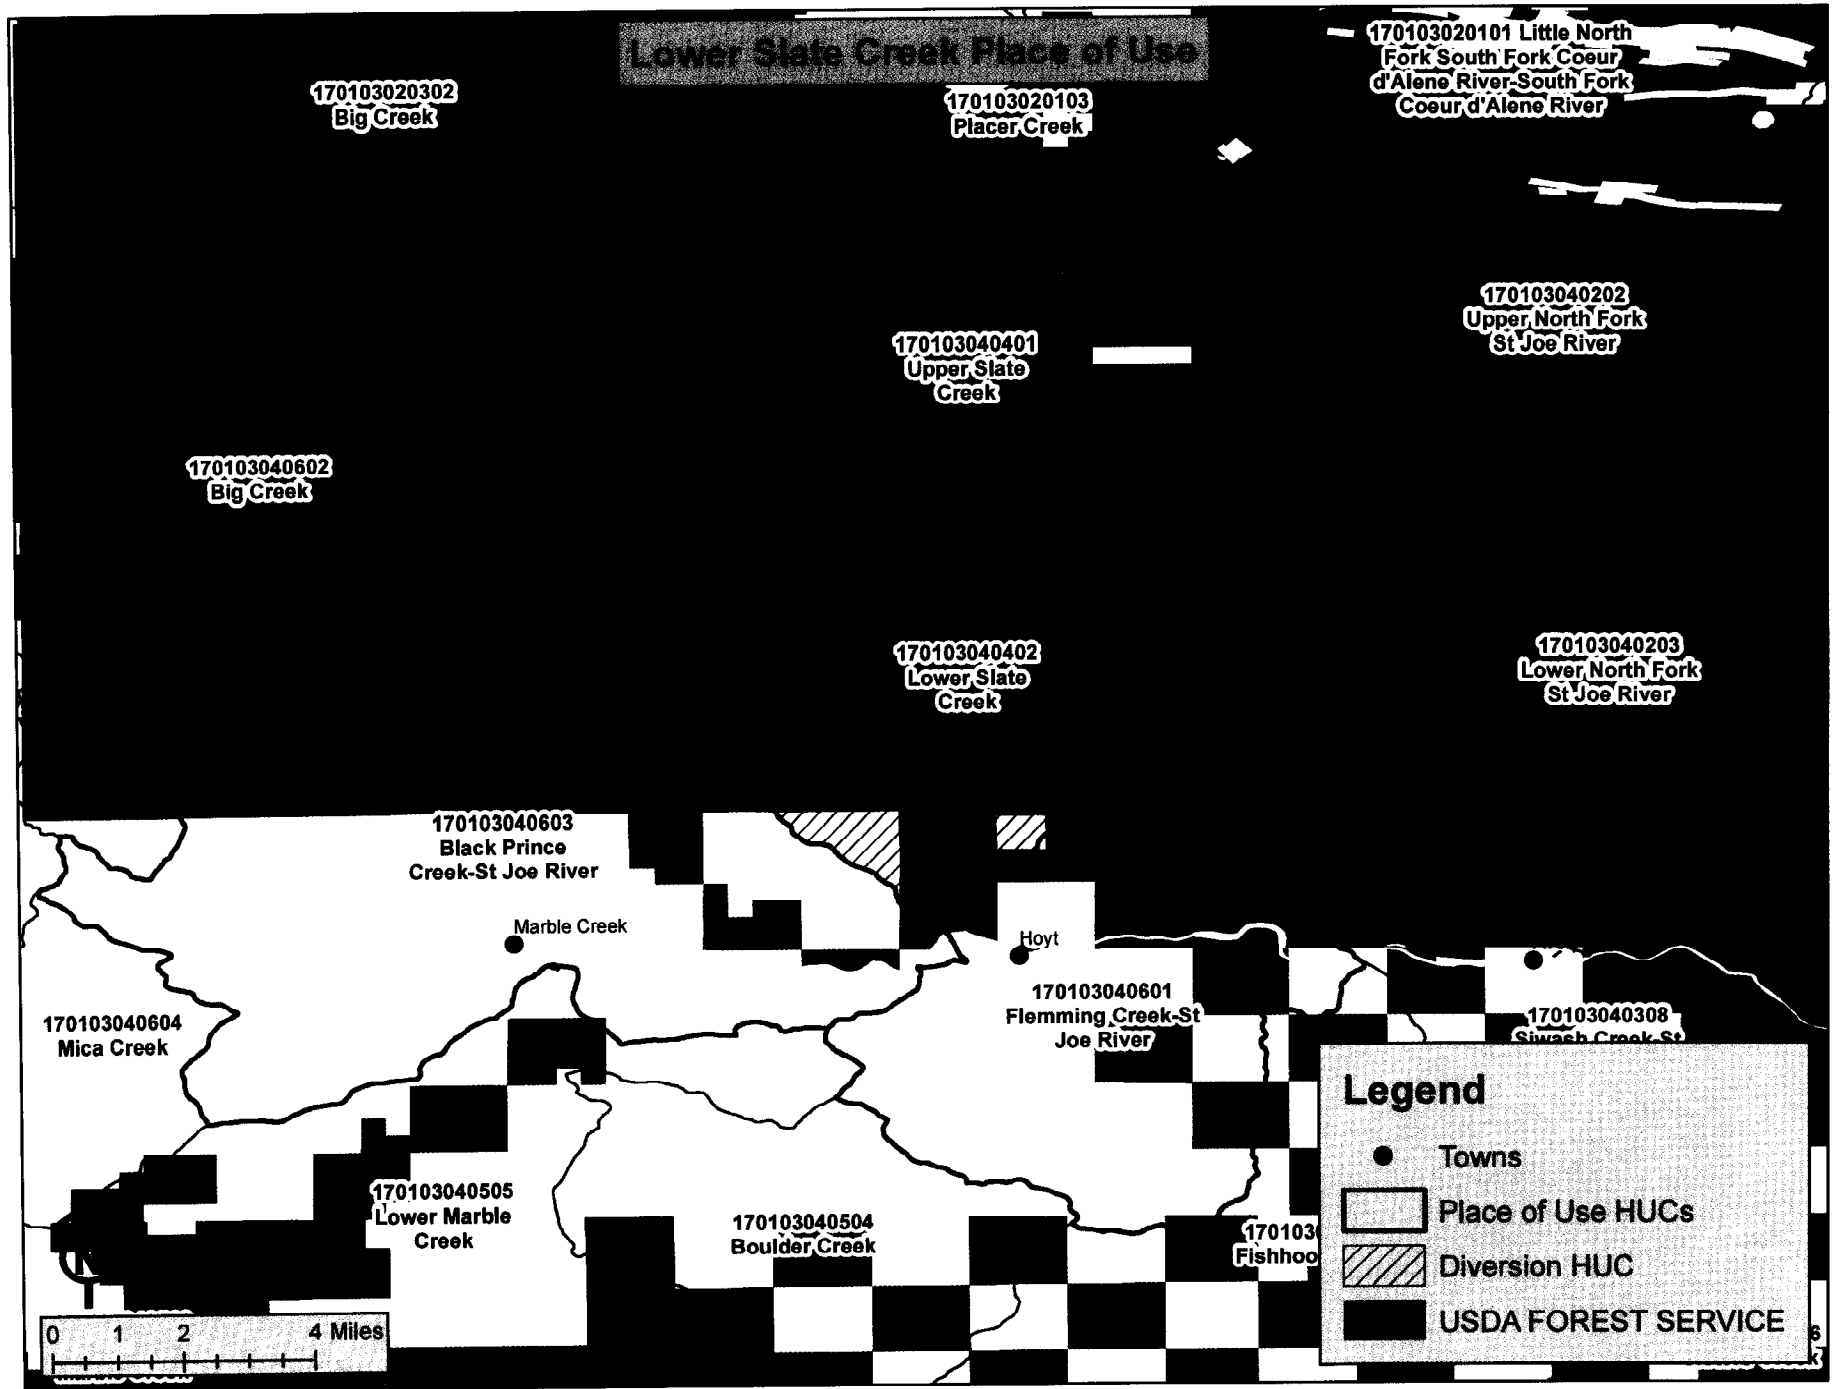 Lower Slate Creek Place of Use
170103020101 Little North
Fork South Fork Coeur
d'Alene River-South Fork
Coeur d'Alene River
170103020302
Big Creek
170103020103
Placer Creek
170103040202
Upper North Fork
St Joe River
170103040401
Upper Slate
Creek
170103040602
Big Creek
170103040402
Lower Slate
Creek
170103040203
Lower North Fork
St Joe River
170103040603
Black Prince
Creek-St Joe River
Marble Creek
Hoyt
170103040601
Flemming Creek-St
Joe River
170103040604
Mica Creek
170103040308
Siwash Creek-St
170103040505
Lower Marble
Creek
170103040504
Boulder Creek
Legend
Towns
Place of Use HUCs
Diversion HUC
USDA FOREST SERVICE
0 1 2 4 Miles